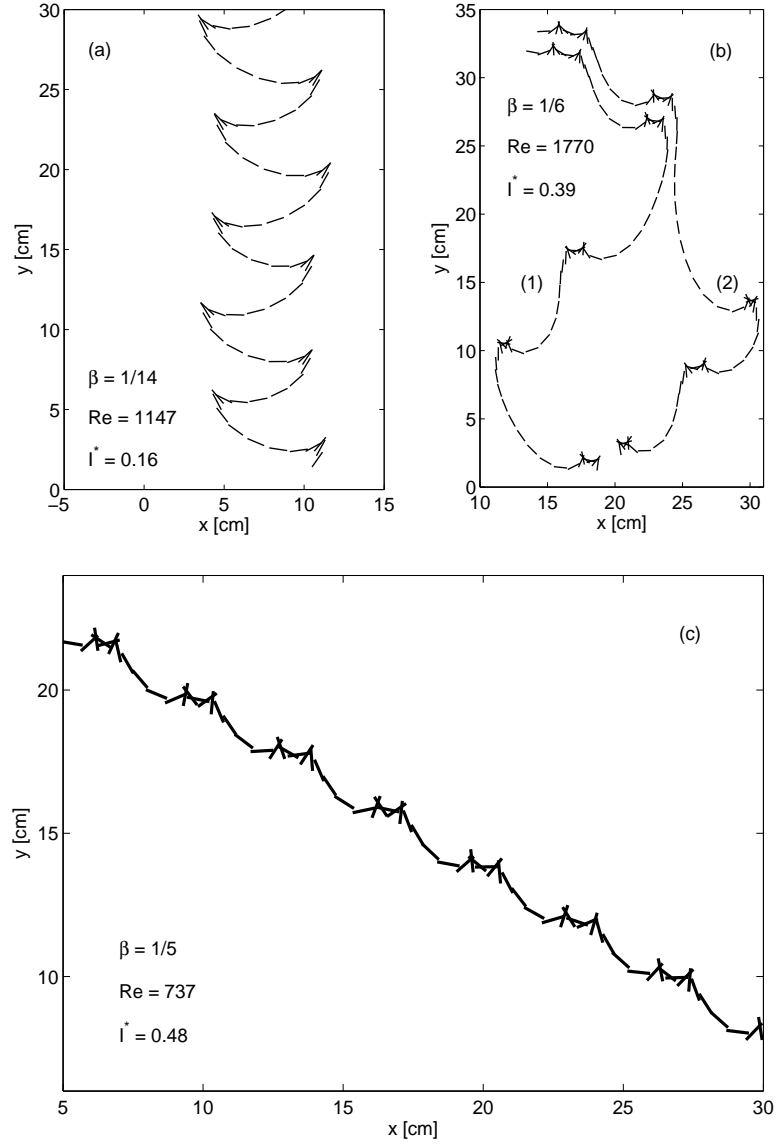 30
25
20
15
10
5
0
y [cm]
−5
0
5
10
15
x [cm]
(a)
β = 1/14
Re = 1147
I* = 0.16
35
30
25
20
15
10
5
0
y [cm]
10
15
20
25
30
x [cm]
(b)
β = 1/6
Re = 1770
I* = 0.39
(1)
(2)
20
15
10
y [cm]
5
10
15
20
25
30
x [cm]
(c)
β = 1/5
Re = 737
I* = 0.48